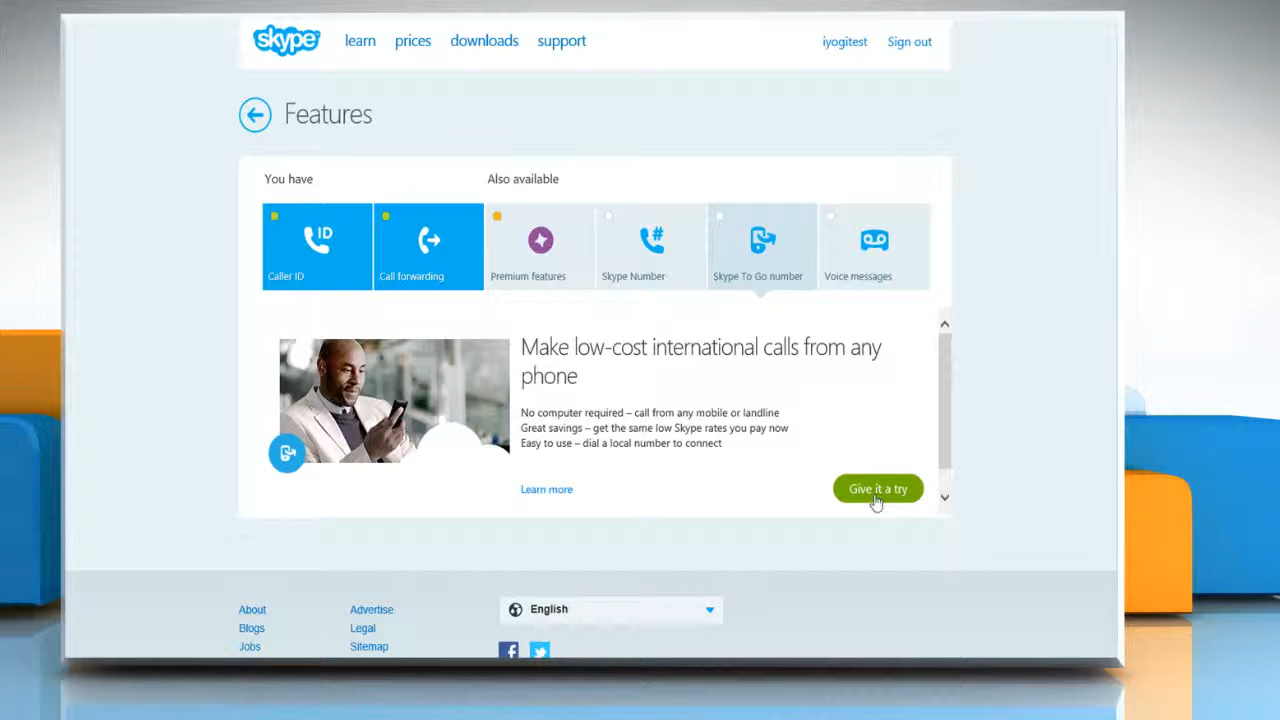 skype learn prices downloads support iyogitest Sign out
Features
You have Also available
ID #
Caller ID Call forwarding Premium features Skype Number Skype To Go number Voice messages
Make low-cost international calls from any
phone
No computer required – call from any mobile or landline
Great savings – get the same low Skype rates you pay now
Easy to use – dial a local number to connect
Learn more Give it a try
About Advertise English
Blogs Legal
Jobs Sitemap